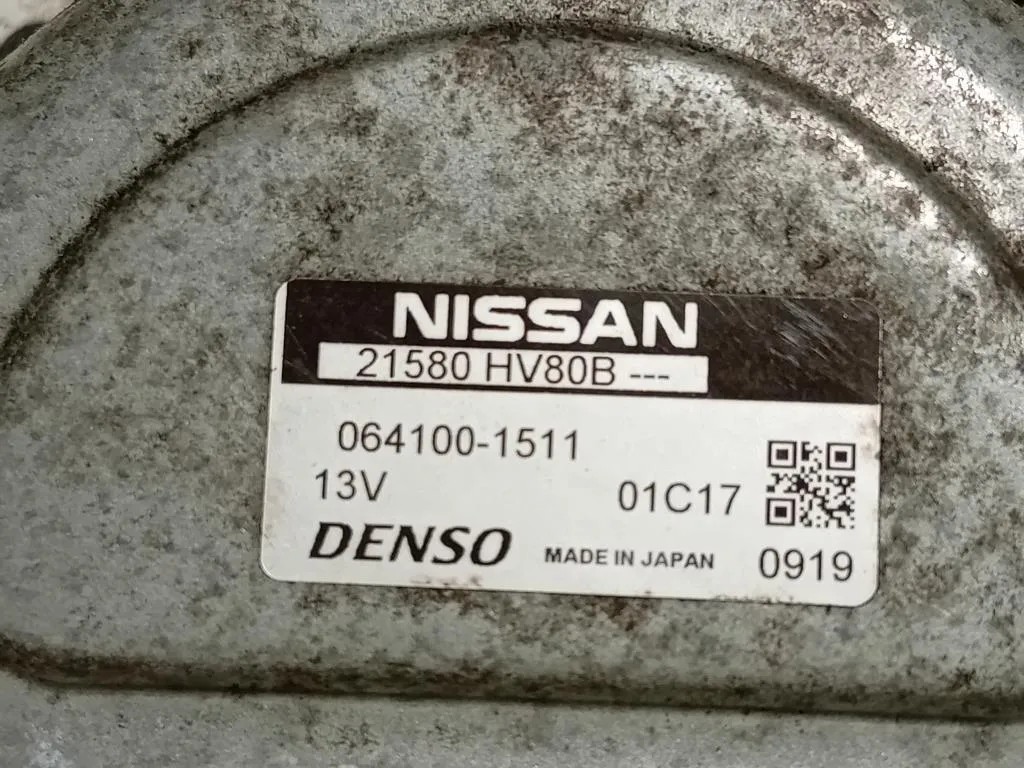 NISSAN
21580 HV80B ---
064100-1511
13V 01C17
DENSO MADE IN JAPAN 0919